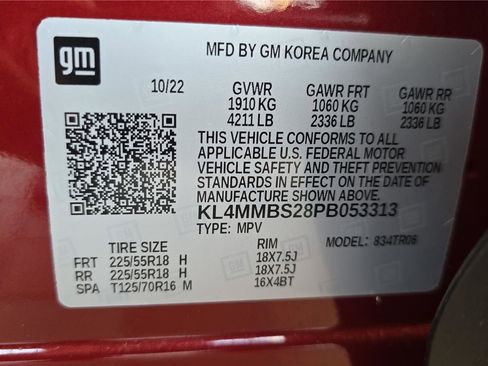 gm
MFD BY GM KOREA COMPANY
10/22 GVWR GAWR FRT GAWR RR
1910 KG 1060 KG 1060 KG
4211 LB 2336 LB 2336 LB
THIS VEHICLE CONFORMS TO ALL
APPLICABLE U.S. FEDERAL MOTOR
VEHICLE SAFETY AND THEFT PREVENTION
STANDARDS IN EFFECT ON THE DATE
OF MANUFACTURE SHOWN ABOVE.
KL4MMBS28PB053313
TYPE: MPV MODEL: 834TR06
TIRE SIZE RIM
FRT 225/55R18 H 18X7.5J
RR 225/55R18 H 18X7.5J
SPA T125/70R16 M 16X4BT